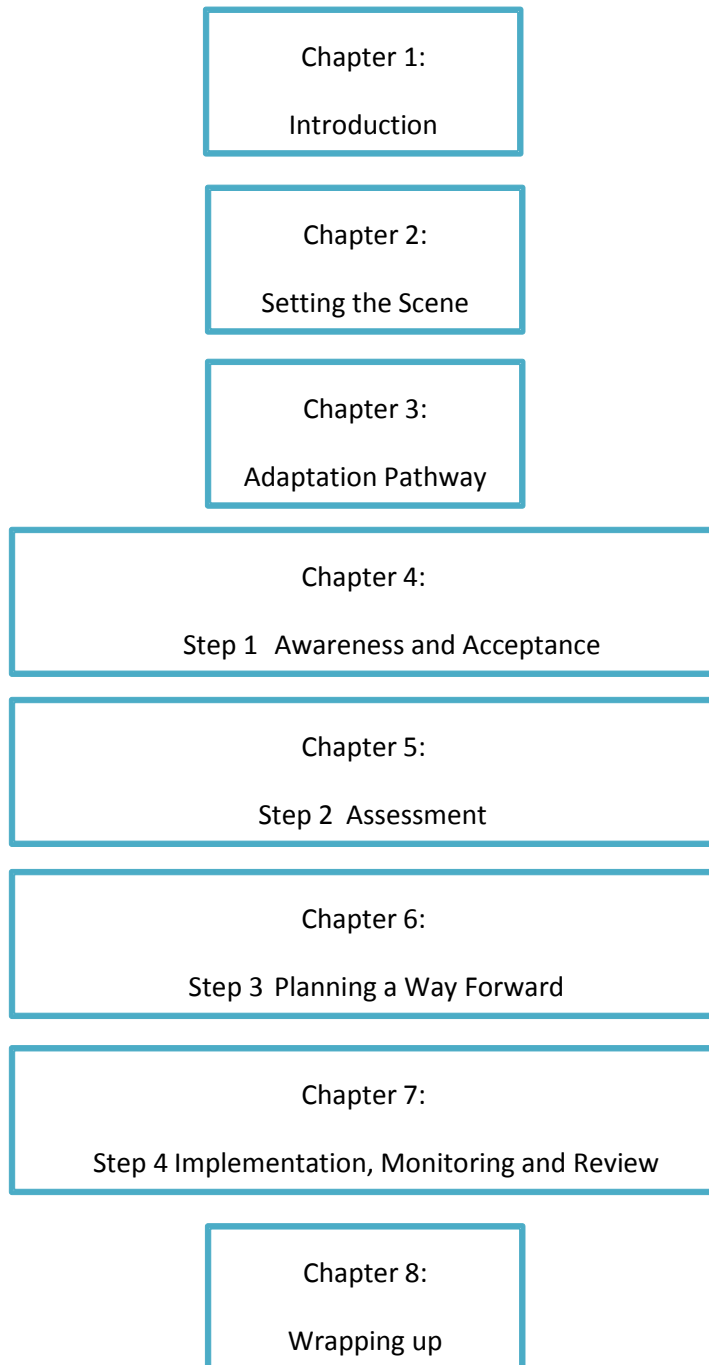 Chapter 1:
Introduction
Chapter 2:
Setting the Scene
Chapter 3:
Adaptation Pathway
Chapter 4:
Step 1 Awareness and Acceptance
Chapter 5:
Step 2 Assessment
Chapter 6:
Step 3 Planning a Way Forward
Chapter 7:
Step 4 Implementation, Monitoring and Review
Chapter 8:
Wrapping up